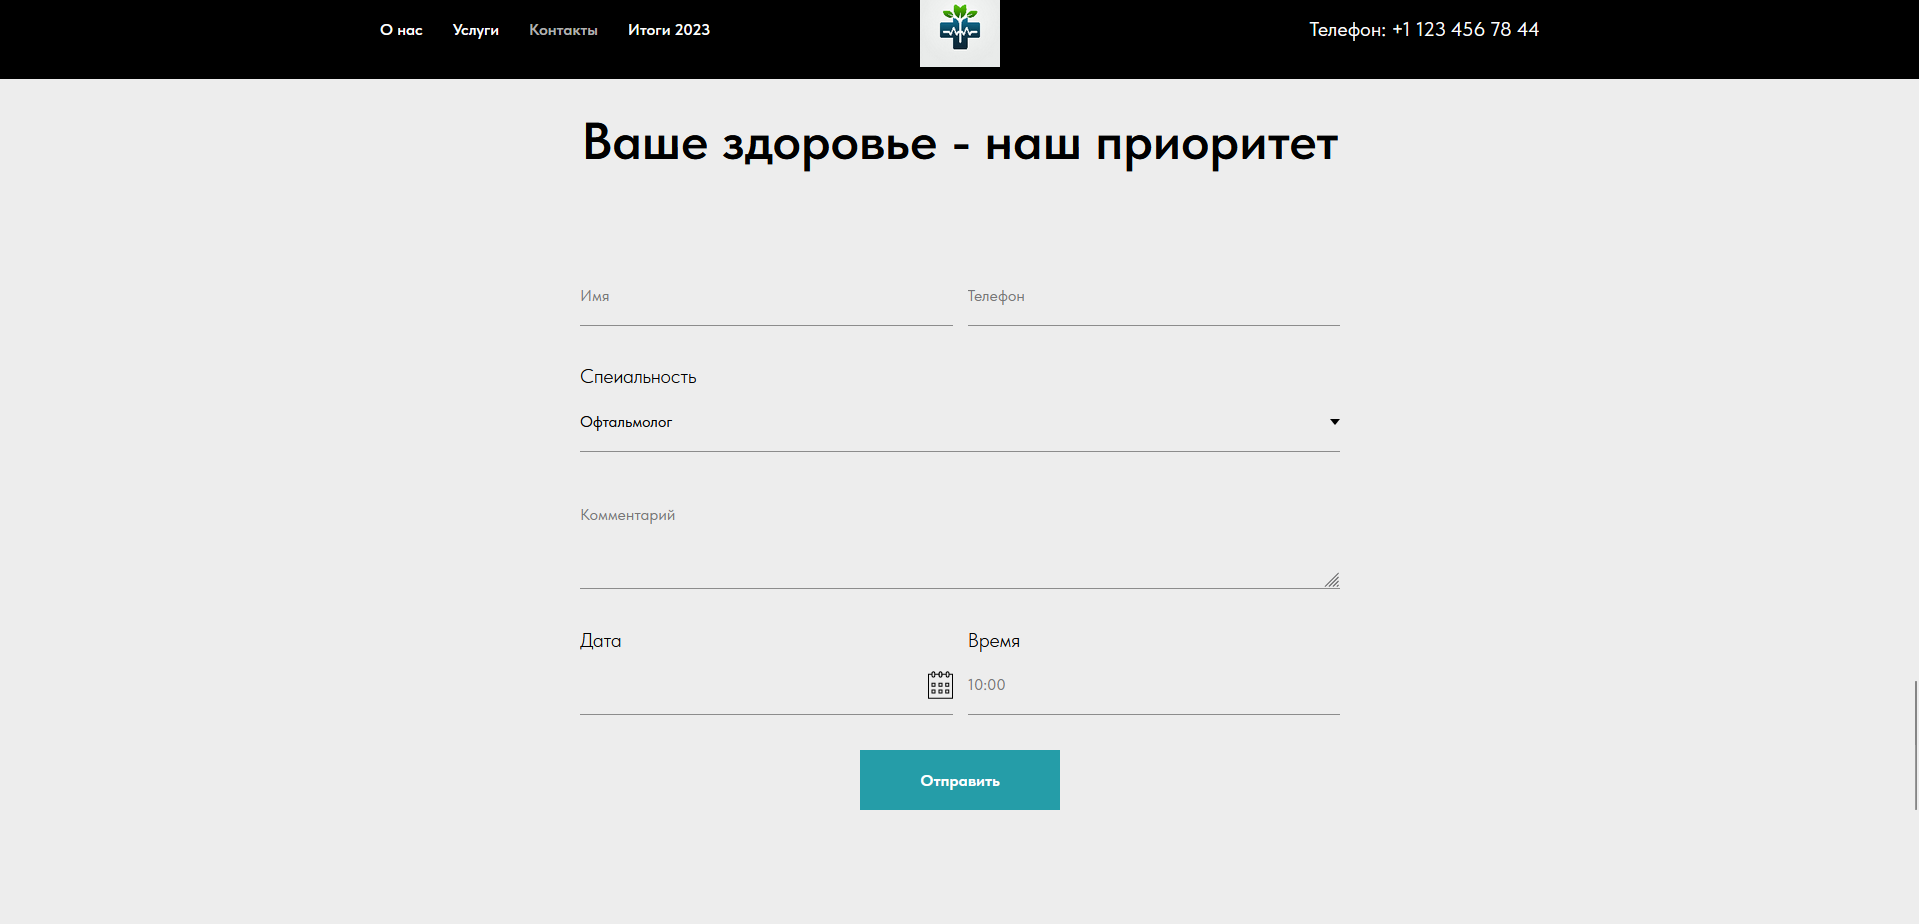 О нас Услуги Контакты Итоги 2023 Телефон: +1 123 456 78 44
Ваше здоровье - наш приоритет
Имя Телефон
Спеиальность
Офтальмолог
Комментарий
Дата Время
10:00
Отправить